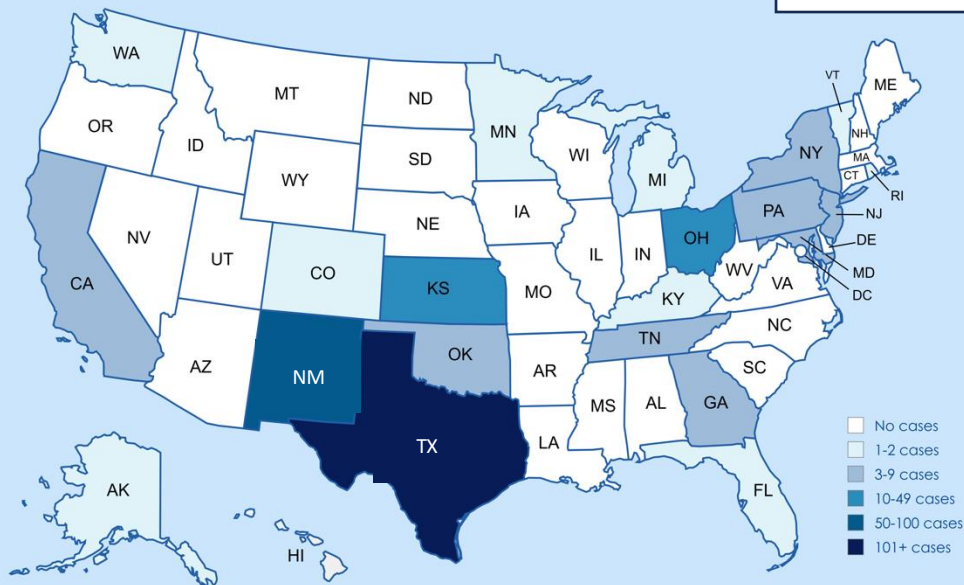 WA
MT
ND
MN
VT
ME
OR
ID
SD
WI
NY
NH
MA
WY
MI
CT
RI
IA
PA
NJ
NE
NV
UT
OH
DE
IL
IN
CA
CO
WV
MD
KS
MO
VA
DC
KY
NC
TN
OK
AZ
NM
AR
SC
MS
AL
GA
TX
LA
No cases
1-2 cases
3-9 cases
10-49 cases
50-100 cases
101+ cases
AK
FL
HI